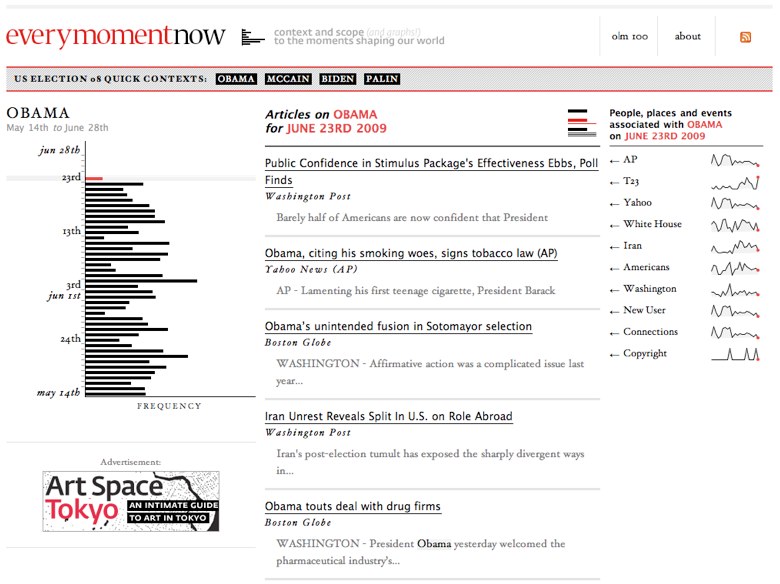 everymomentnow
context and scope (and graphs!)
to the moments shaping our world
olm 100
about
US ELECTION 08 QUICK CONTEXTS: OBAMA MCCAIN BIDEN PALIN
OBAMA
May 14th to June 28th
jun 28th
23rd
13th
3rd
jun 1st
24th
may 14th
FREQUENCY
Advertisement:
Art Space
Tokyo
AN INTIMATE GUIDE
TO ART IN TOKYO
Articles on OBAMA
for JUNE 23RD 2009
Public Confidence in Stimulus Package's Effectiveness Ebbs, Poll
Finds
Washington Post
Barely half of Americans are now confident that President
Obama, citing his smoking woes, signs tobacco law (AP)
Yahoo News (AP)
AP - Lamenting his first teenage cigarette, President Barack
Obama's unintended fusion in Sotomayor selection
Boston Globe
WASHINGTON - Affirmative action was a complicated issue last
year...
Iran Unrest Reveals Split In U.S. on Role Abroad
Washington Post
Iran's post-election tumult has exposed the sharply divergent ways
in...
Obama touts deal with drug firms
Boston Globe
WASHINGTON - President Obama yesterday welcomed the
pharmaceutical industry's...
People, places and events
associated with OBAMA
on JUNE 23RD 2009
← AP
← T23
← Yahoo
← White House
← Iran
← Americans
← Washington
← New User
← Connections
← Copyright